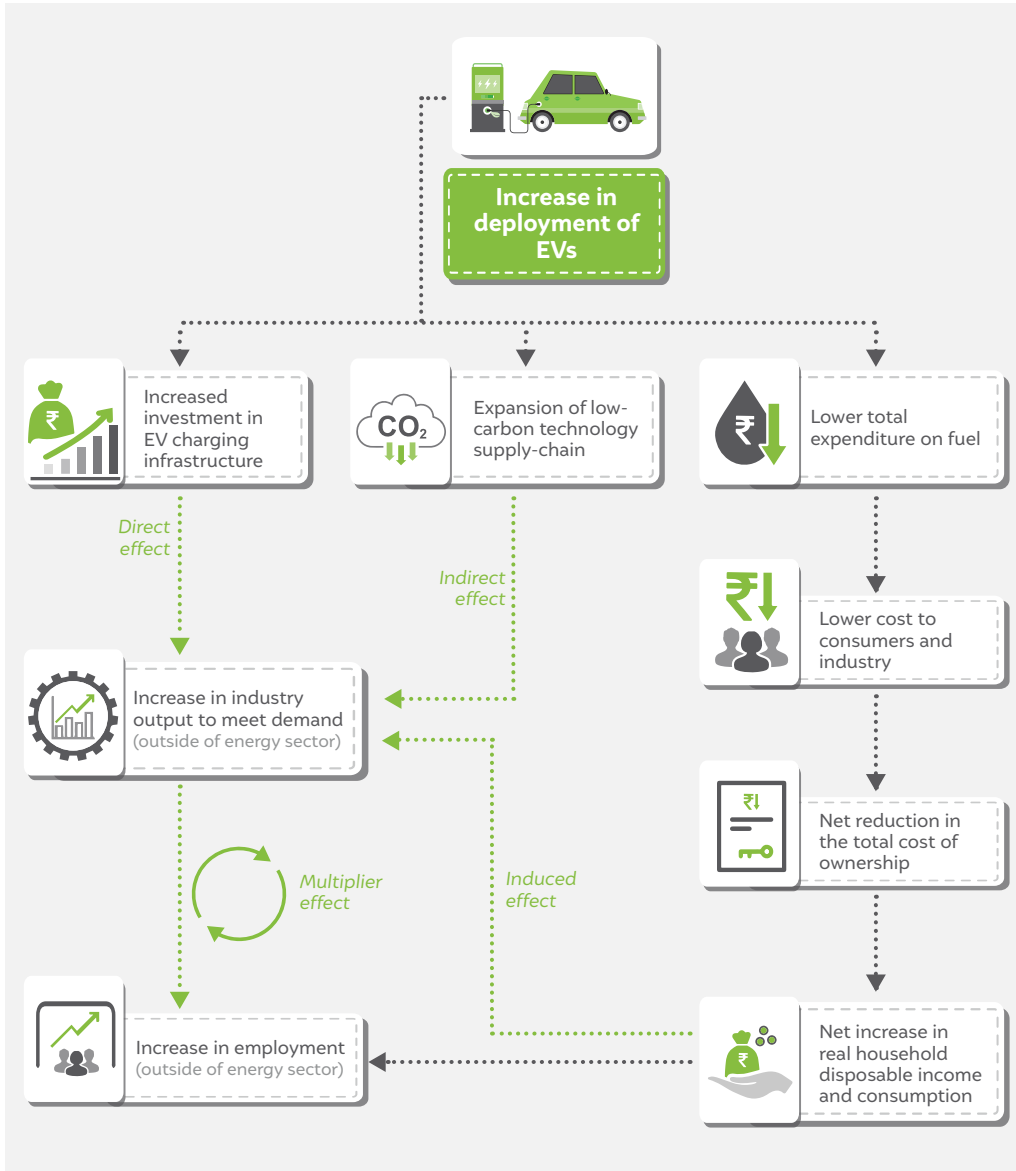 Increase in
deployment of
EVs
Increased
investment in
EV charging
infrastructure
CO₂
Expansion of low-
carbon technology
supply-chain
₹
Lower total
expenditure on fuel
₹
Direct
effect
Indirect
effect
₹
Lower cost to
consumers and
industry
Increase in industry
output to meet demand
(outside of energy sector)
₹
Net reduction in
the total cost of
ownership
Multiplier
effect
Induced
effect
Increase in employment
(outside of energy sector)
₹
Net increase in
real household
disposable income
and consumption